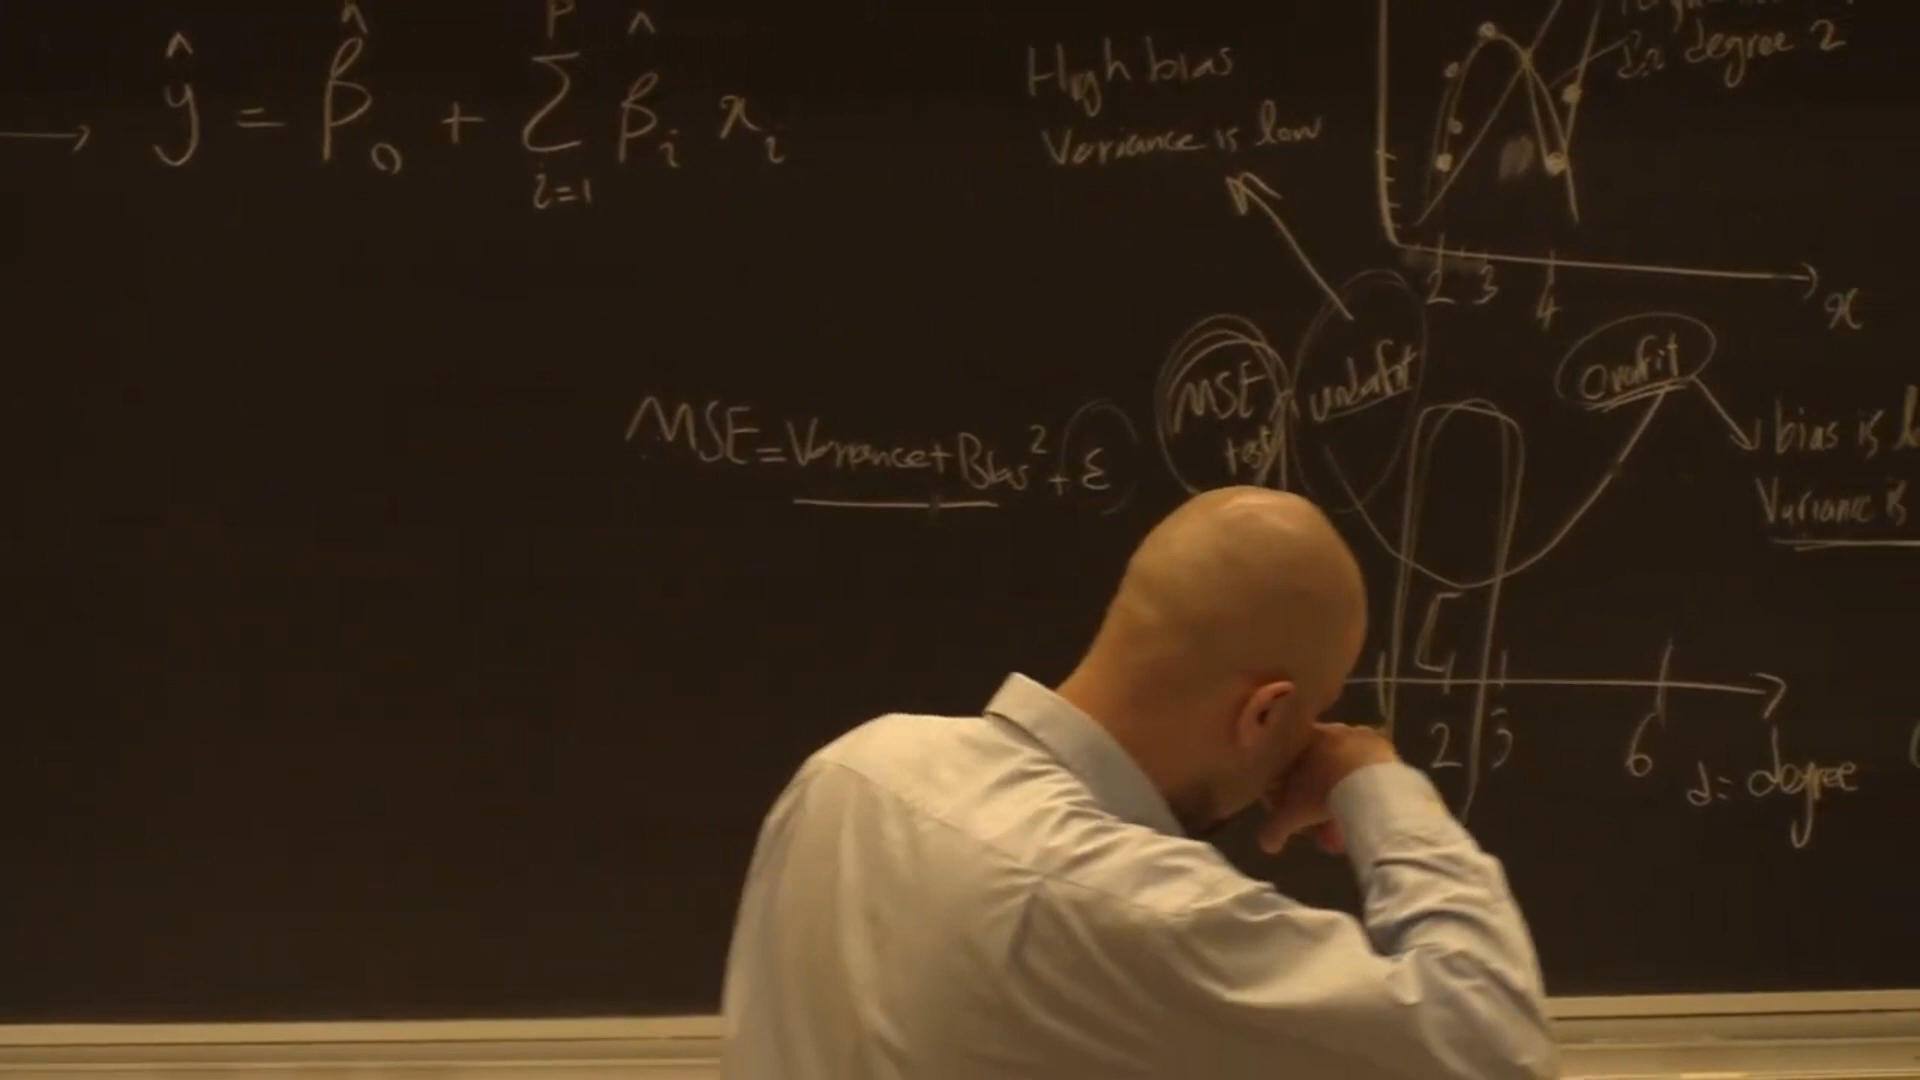 ŷ = β̂₀ + Σ β̂ᵢ xᵢ
P
i=1
High bias
Variance is low
degree 2
2 3 4
x
MSE = Variance + Bias² + ε
MSE test
underfit
overfit
bias is
Variance is
2 3 6
d = degree